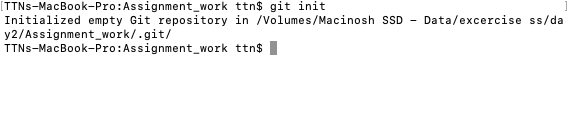 [TTNs-MacBook-Pro:Assignment_work ttn$ git init ]
Initialized empty Git repository in /Volumes/Macinosh SSD - Data/excercise ss/da
y2/Assignment_work/.git/
TTNs-MacBook-Pro:Assignment_work ttn$